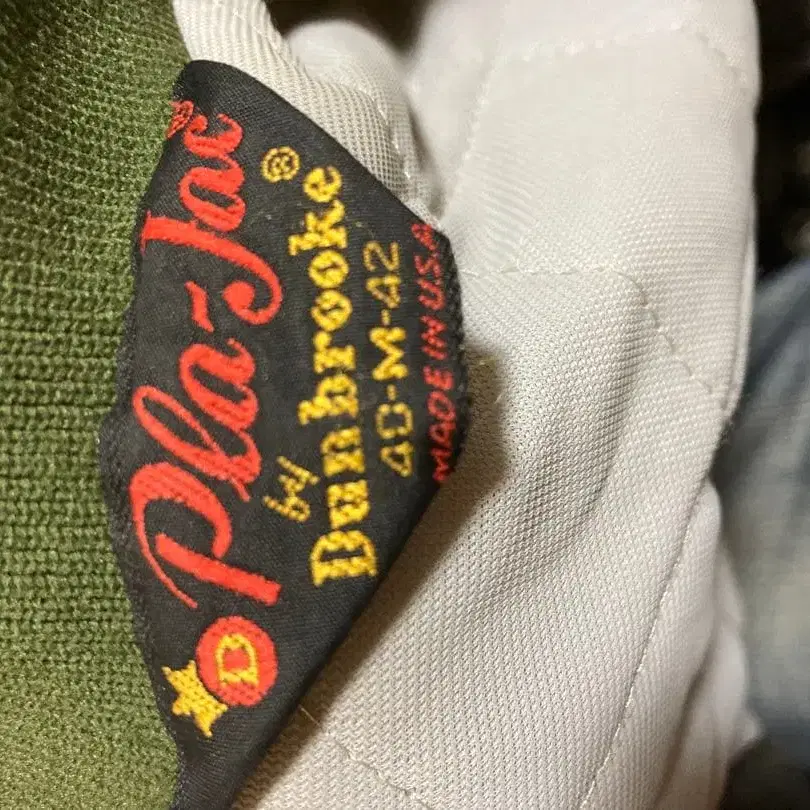 Pla-Jac®
by
Dunbrooke®
40-M-42
MADE IN U.S.A.
D